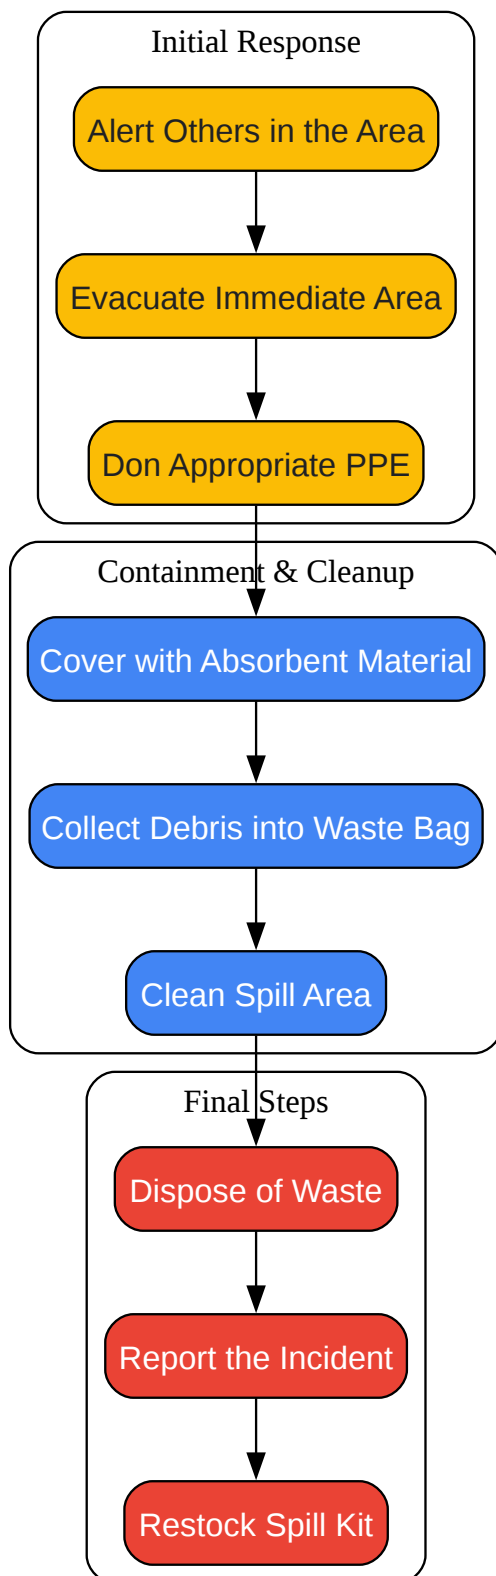 Initial Response
Alert Others in the Area
Evacuate Immediate Area
Don Appropriate PPE
Containment & Cleanup
Cover with Absorbent Material
Collect Debris into Waste Bag
Clean Spill Area
Final Steps
Dispose of Waste
Report the Incident
Restock Spill Kit